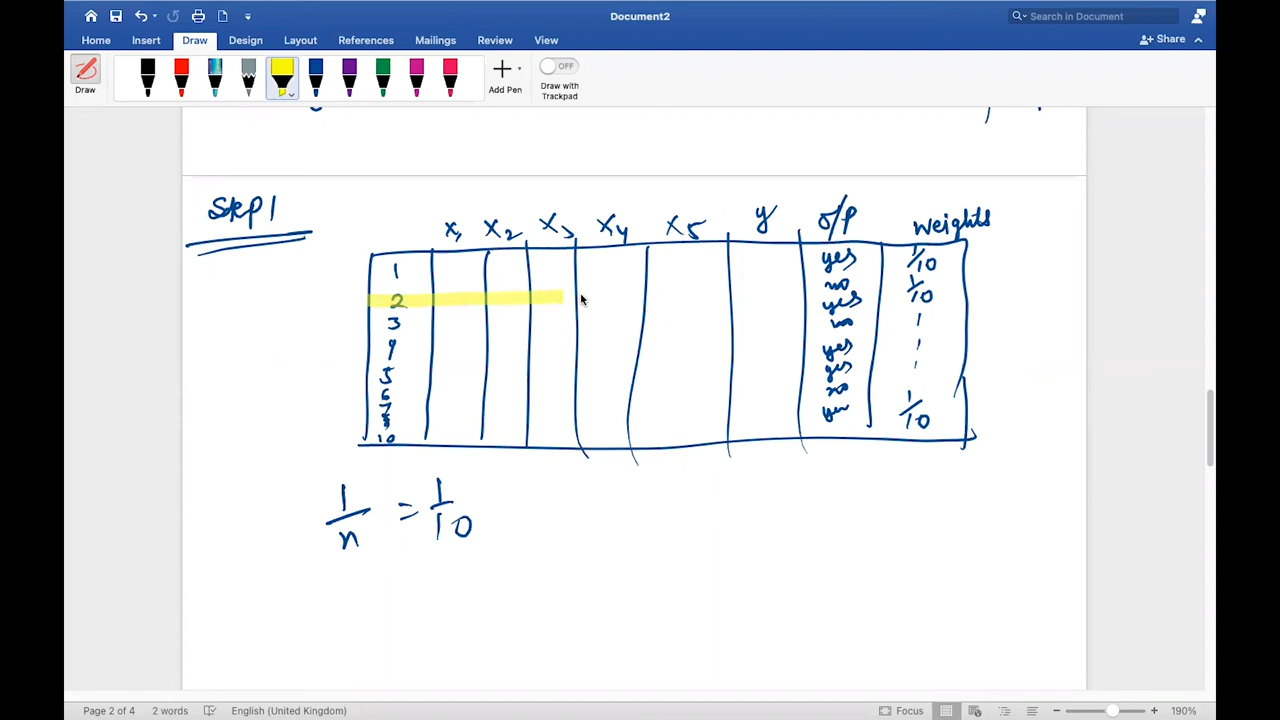 Document2
Search in Document
Home Insert Draw Design Layout References Mailings Review View
Share
OFF
Draw
Add Pen
Draw with
Trackpad
Step 1
x1 x2 x3 x4 x5 y O/P weights
1 yes 1/10
no
2 yes 1/10
3 no
4 yes
5 yes
6 no
7 yes 1/10
8
10
1/n = 1/10
Page 2 of 4 2 words English (United Kingdom) Focus 190%